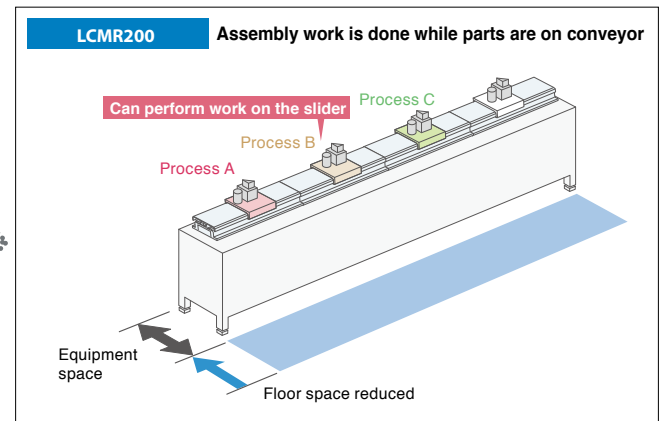 LCMR200
Assembly work is done while parts are on conveyor
Can perform work on the slider
Process C
Process B
Process A
Equipment
space
Floor space reduced